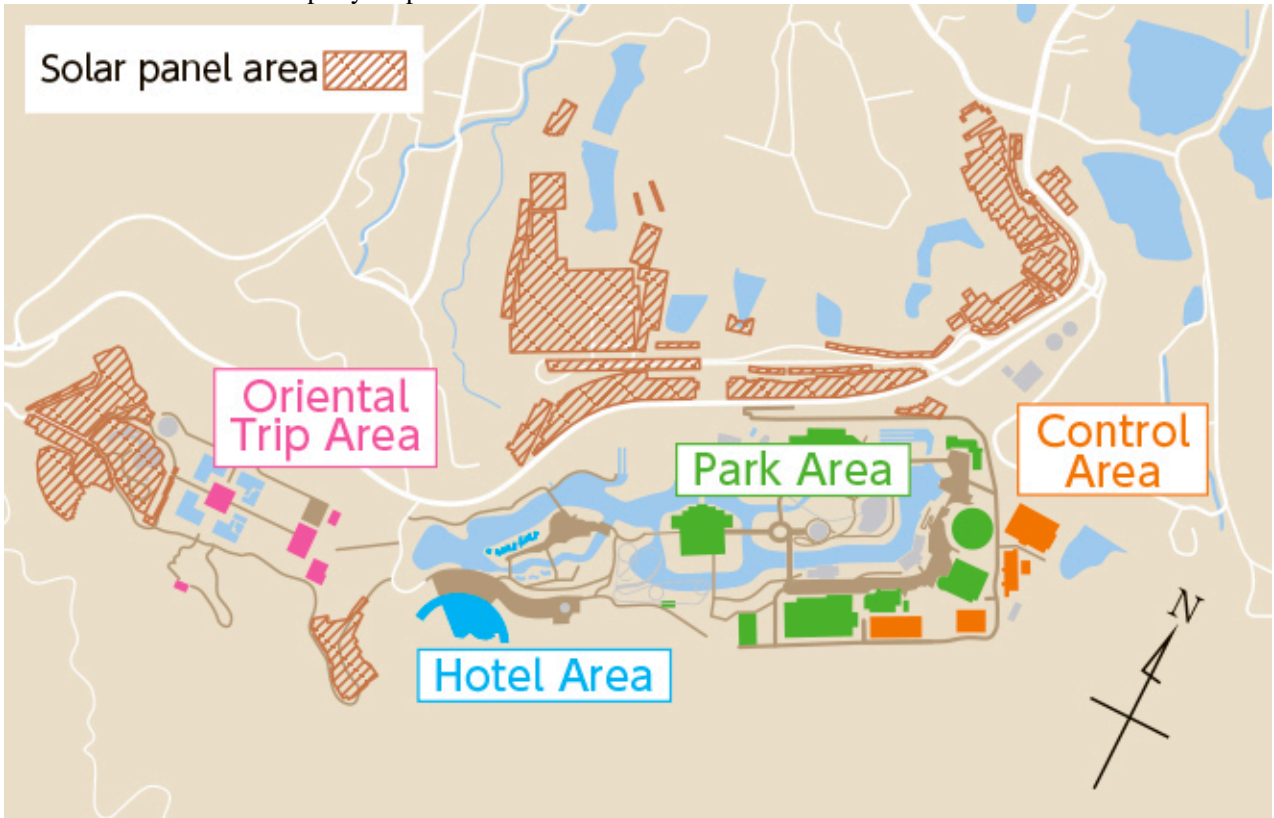 Solar panel area
Oriental
Trip Area
Park Area
Control
Area
Hotel Area
N